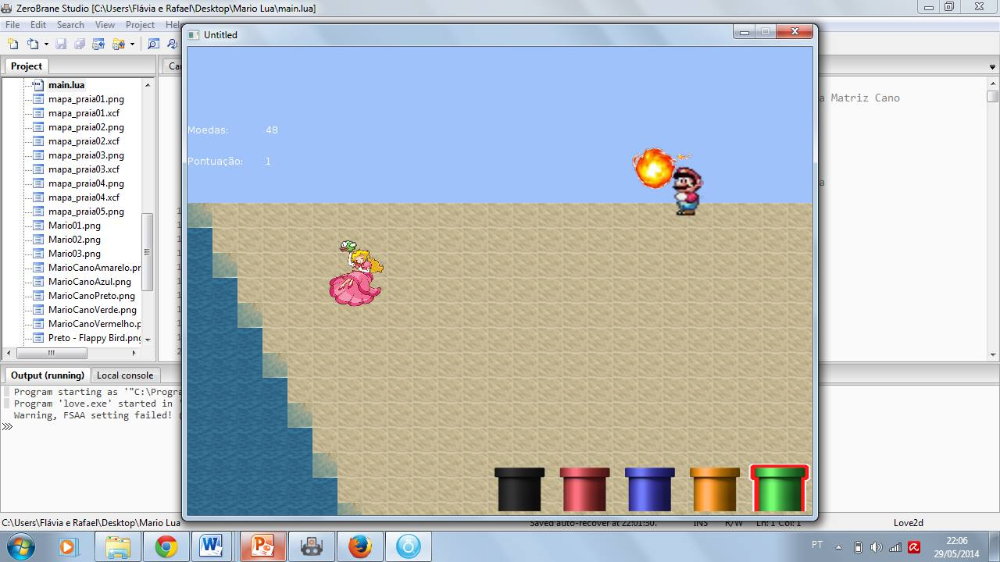 ZeroBrane Studio [C:\Users\Flávia e Rafael\Desktop\Mario Lua\main.lua]
File Edit Search View Project Hel
Untitled
Project
Ca
main.lua
mapa_praia01.png
mapa_praia01.xcf
mapa_praia02.png
mapa_praia02.xcf
mapa_praia03.png
mapa_praia03.xcf
mapa_praia04.png
mapa_praia04.xcf
mapa_praia05.png
Mario01.png
Mario02.png
Mario03.png
MarioCanoAmarelo.pr
MarioCanoAzul.png
MarioCanoPreto.png
MarioCanoVerde.png
MarioCanoVermelho.p
Preto - Flappy Bird.png
a Matriz Cano
a
Moedas: 48
Pontuação: 1
Output (running) Local console
Program starting as '"C:\Progra
Program 'love.exe' started in
Warning, FSAA setting failed! (
C:\Users\Flávia e Rafael\Desktop\Mario Lua
Saved auto-recover at 22:01:30. INS R/W Ln: 1 Col: 1 Love2d
PT
22:06
29/05/2014